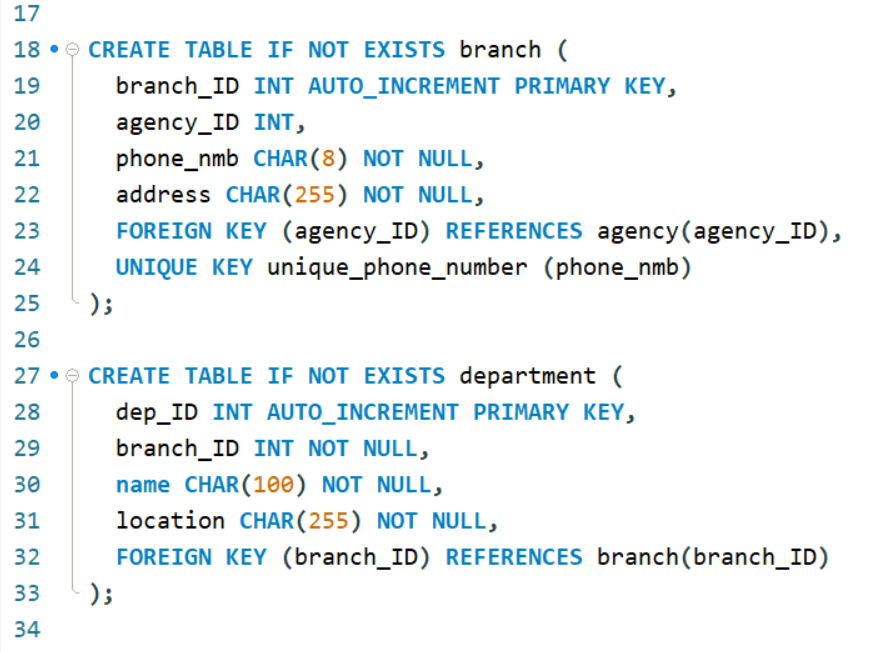 17
18 CREATE TABLE IF NOT EXISTS branch (
19 branch_ID INT AUTO_INCREMENT PRIMARY KEY,
20 agency_ID INT,
21 phone_nmb CHAR(8) NOT NULL,
22 address CHAR(255) NOT NULL,
23 FOREIGN KEY (agency_ID) REFERENCES agency(agency_ID),
24 UNIQUE KEY unique_phone_number (phone_nmb)
25 );
26
27 CREATE TABLE IF NOT EXISTS department (
28 dep_ID INT AUTO_INCREMENT PRIMARY KEY,
29 branch_ID INT NOT NULL,
30 name CHAR(100) NOT NULL,
31 location CHAR(255) NOT NULL,
32 FOREIGN KEY (branch_ID) REFERENCES branch(branch_ID)
33 );
34